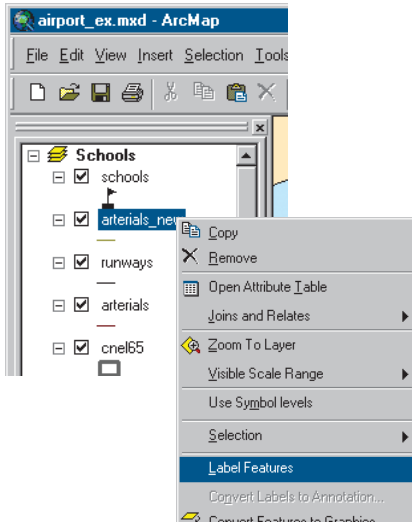 airport_ex.mxd - ArcMap
File Edit View Insert Selection Tools
Schools
schools
arterials_new
runways
arterials
cnel65
Copy
Remove
Open Attribute Table
Joins and Relates
Zoom To Layer
Visible Scale Range
Use Symbol levels
Selection
Label Features
Convert Labels to Annotation...
Convert Features to Graphics